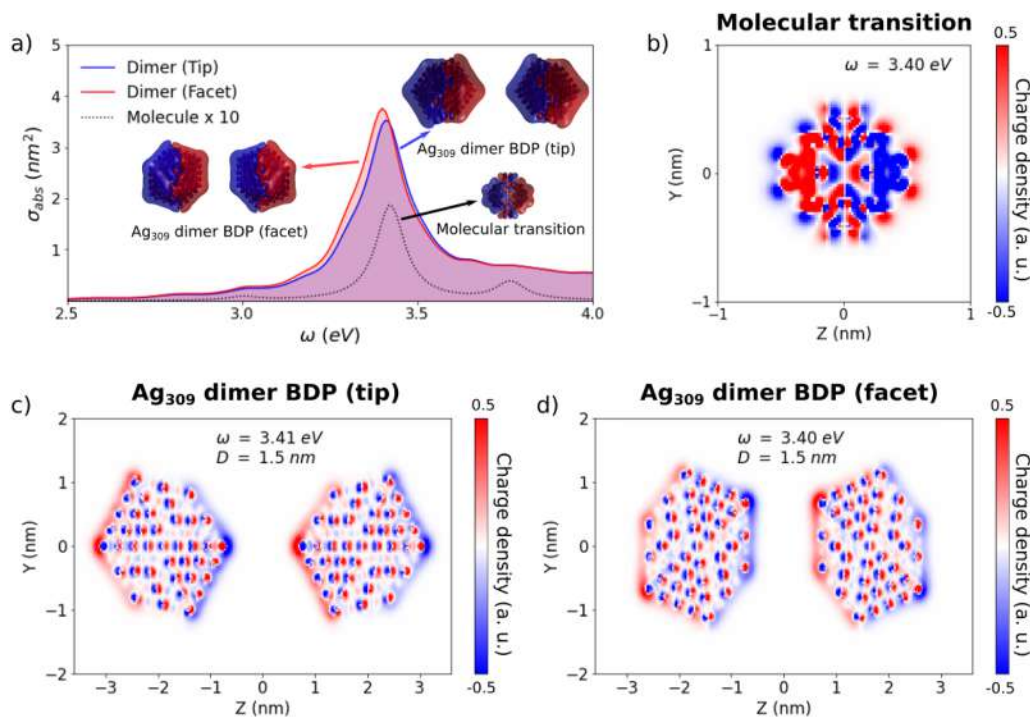 a)
5
4
3
2
1
σabs (nm²)
Dimer (Tip)
Dimer (Facet)
Molecule x 10
Ag₃₀₉ dimer BDP (tip)
Ag₃₀₉ dimer BDP (facet)
Molecular transition
2.5 3.0 3.5 4.0
ω (eV)
b)
Molecular transition
ω = 3.40 eV
1
0
−1
Y (nm)
−1 0 1
Z (nm)
0.5
Charge density (a. u.)
-0.5
c)
Ag₃₀₉ dimer BDP (tip)
ω = 3.41 eV
D = 1.5 nm
2
1
0
−1
−2
Y (nm)
−3 −2 −1 0 1 2 3
Z (nm)
0.5
Charge density (a. u.)
-0.5
d)
Ag₃₀₉ dimer BDP (facet)
ω = 3.40 eV
D = 1.5 nm
2
1
0
−1
−2
Y (nm)
−3 −2 −1 0 1 2 3
Z (nm)
0.5
Charge density (a. u.)
-0.5